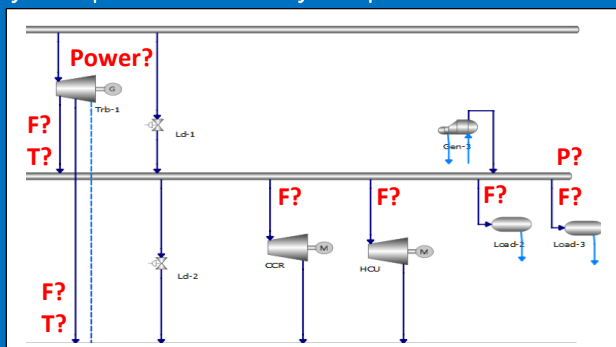 Power?
G
Trb-1
F?
T?
Ld-1
Gen-3
P?
F?
F?
F?
F?
Load-2
Load-3
Ld-2
CCR
M
HCU
M
F?
T?